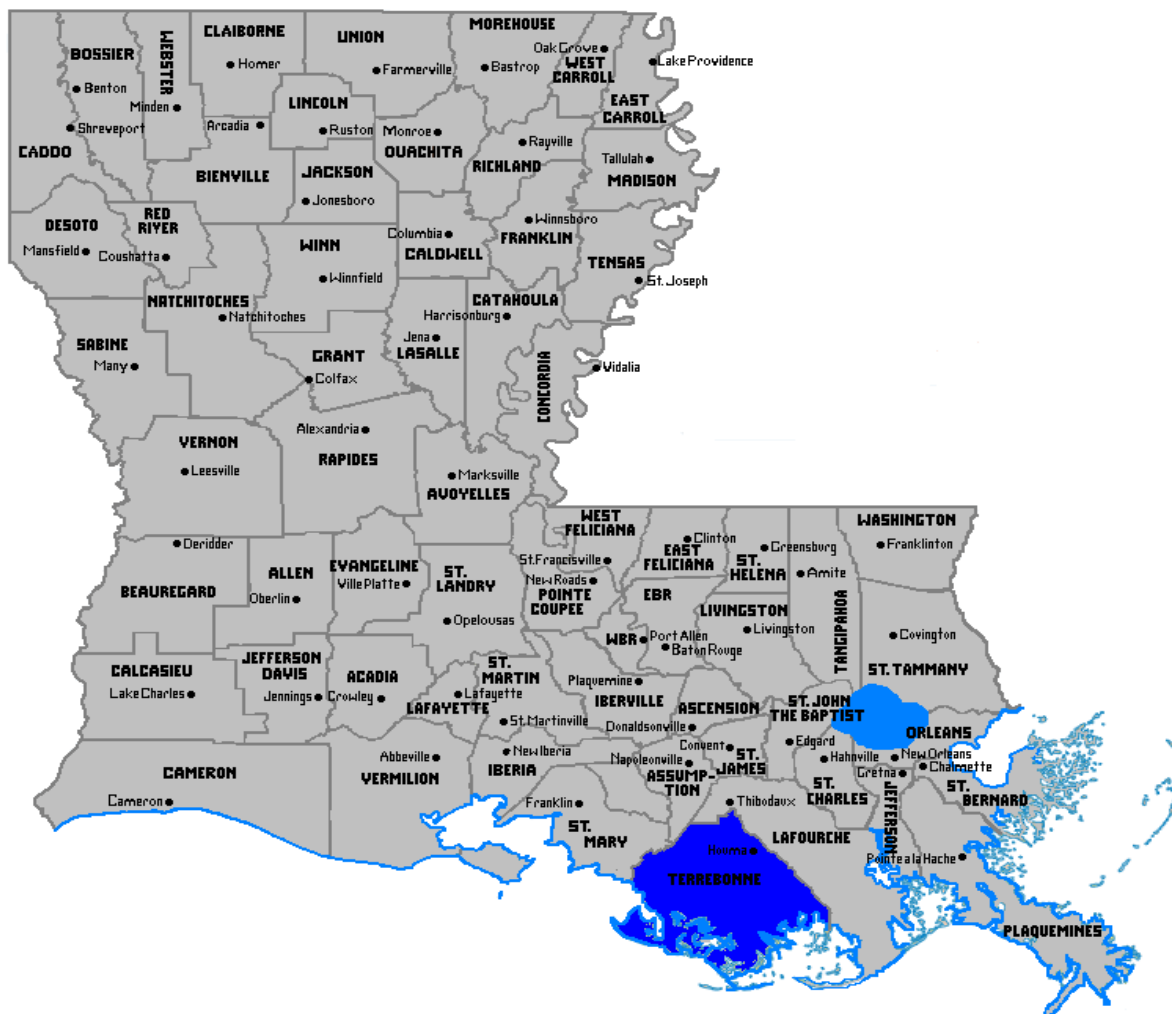 MOREHOUSE
CLAIBORNE
UNION
BOSSIER
WEBSTER
Oak Grove
WEST
CARROLL
Lake Providence
Homer
Farmerville
Bastrop
Benton
Minden
LINCOLN
EAST
CARROLL
Shreveport
Arcadia
Ruston
Monroe
Rayville
CADDO
OUACHITA
RICHLAND
Tallulah
MADISON
BIENVILLE
JACKSON
Jonesboro
DESOTO
RED
RIVER
Winnsboro
FRANKLIN
Columbia
CALDWELL
WINN
Mansfield
Coushatta
TENSAS
Winnfield
St. Joseph
NATCHITOCHES
Natchitoches
CATAHOULA
Harrisonburg
SABINE
Many
GRANT
Colfax
Jena
LASALLE
CONCORDIA
Vidalia
Alexandria
RAPIDES
VERNON
Leesville
Marksville
AVOYELLES
WEST
FELICIANA
WASHINGTON
Franklinton
Deridder
Clinton
EAST
FELICIANA
Greensburg
ST.
HELENA
St. Francisville
EVANGELINE
Ville Platte
ALLEN
Oberlin
ST.
LANDRY
New Roads
POINTE
COUPEE
Amite
BEAUREGARD
EBR
LIVINGSTON
Livingston
Opelousas
WBR
Port Allen
Baton Rouge
TANGIPAHOA
Covington
ST. TAMMANY
CALCASIEU
Lake Charles
JEFFERSON
DAVIS
Jennings
ACADIA
Crowley
ST.
MARTIN
Lafayette
LAFAYETTE
Plaquemine
IBERVILLE
ASCENSION
ST. JOHN
THE BAPTIST
St. Martinville
Donaldsonville
ORLEANS
Edgard
Convent
New Iberia
IBERIA
Abbeville
VERMILION
Napoleonville
ASSUMP-
TION
ST.
JAMES
Hahnville
New Orleans
Chalmette
Gretna
CAMERON
Cameron
ST.
CHARLES
JEFFERSON
ST.
BERNARD
Franklin
ST.
MARY
Thibodaux
LAFOURCHE
Houma
Pointe a la Hache
TERREBONNE
PLAQUEMINES